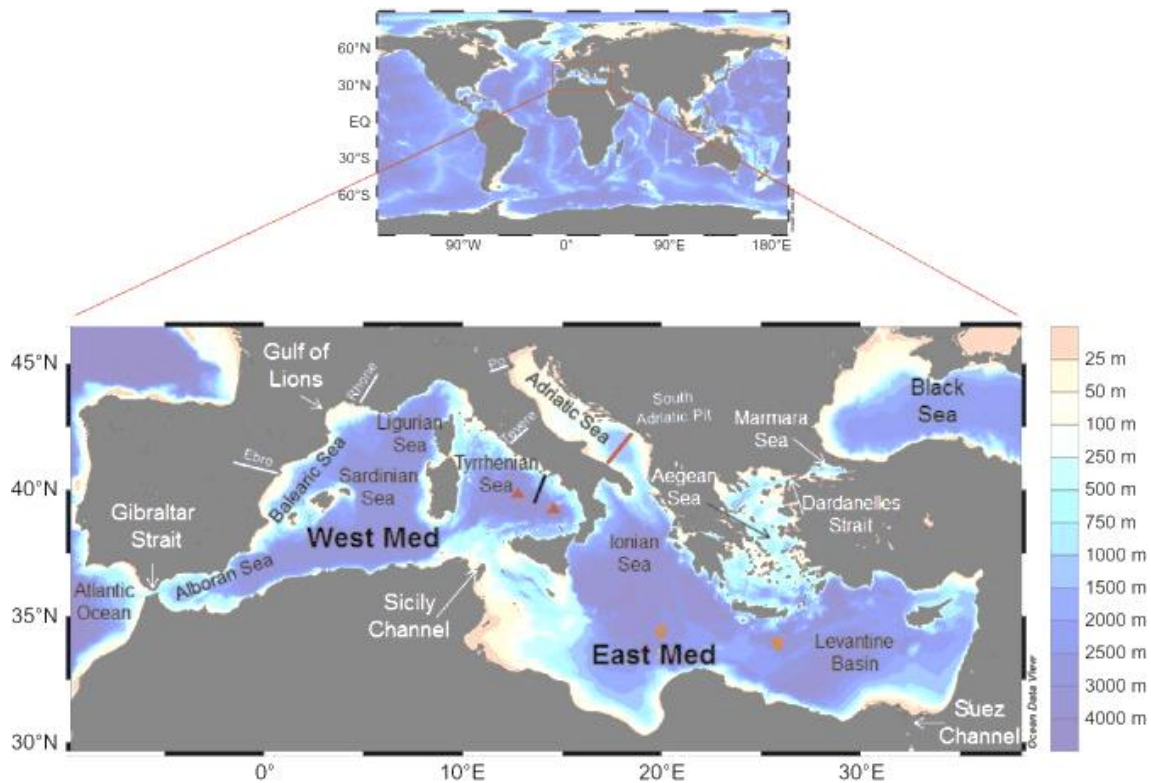 60°N
30°N
EQ
30°S
60°S
90°W
0°
90°E
180°E
45°N
40°N
35°N
30°N
0°
10°E
20°E
30°E
Gulf of
Lions
Rhone
Ebro
Balearic Sea
Ligurian
Sea
Sardinian
Sea
Gibraltar
Strait
Atlantic
Ocean
Alboran Sea
West Med
Po
Adriatic Sea
Tevere
Tyrrhenian
Sea
South
Adriatic Pit
Sicily
Channel
Ionian
Sea
East Med
Aegean
Sea
Marmara
Sea
Dardanelles
Strait
Black
Sea
Levantine
Basin
Suez
Channel
Ocean Data View
25 m
50 m
100 m
250 m
500 m
750 m
1000 m
1500 m
2000 m
2500 m
3000 m
4000 m